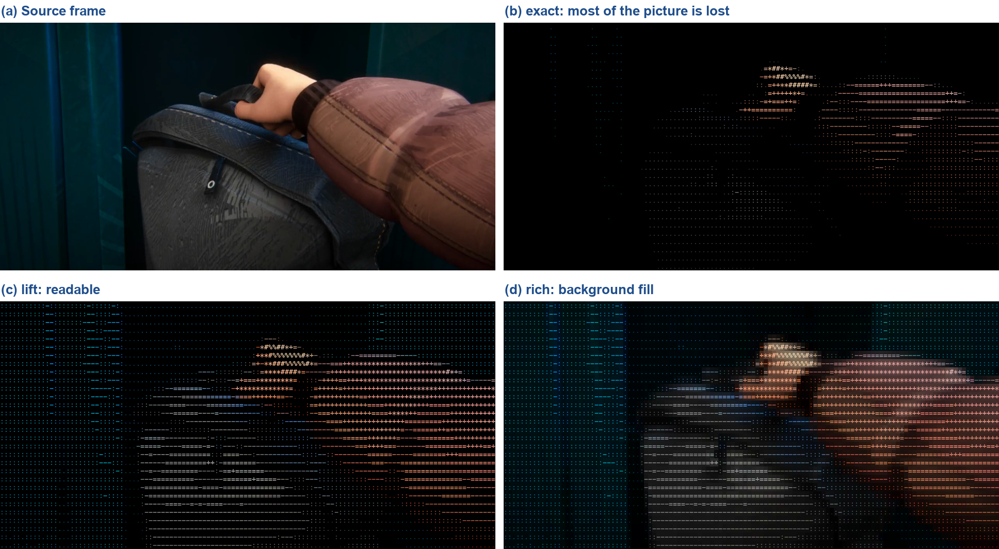 (a) Source frame
(b) exact: most of the picture is lost
(c) lift: readable
(d) rich: background fill